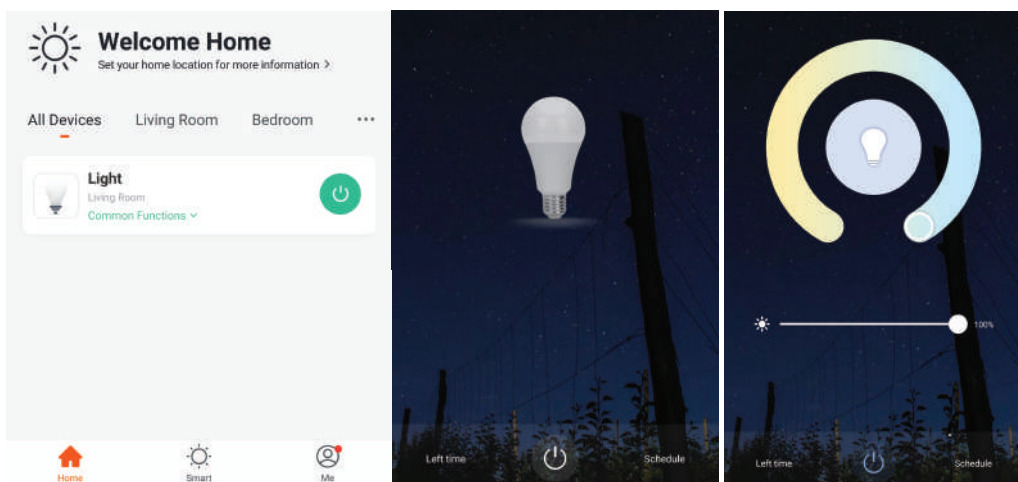 Welcome Home
Set your home location for more information >
All Devices Living Room Bedroom ...
Light
Living Room
Common Functions
Home Smart Me
Left time Schedule
100%
Left time Schedule